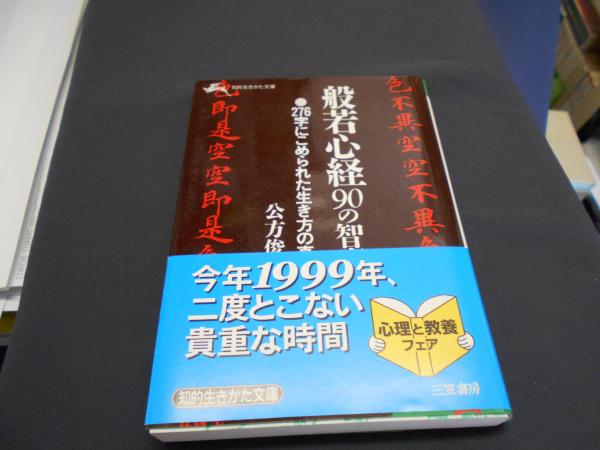 知的生きかた文庫
色不異空空不異色
般若心経90の智
●276字にこめられた生き方の
公方俊
色即是空空即是
今年1999年、
二度とこない
貴重な時間
心理と教養
フェア
知的生きかた文庫
三笠書房